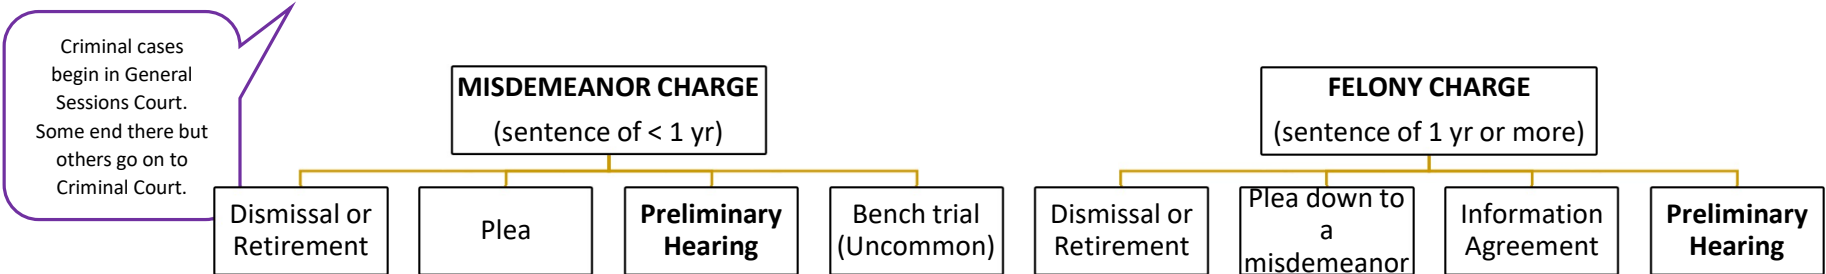 Criminal cases
begin in General
Sessions Court.
Some end there but
others go on to
Criminal Court.
MISDEMEANOR CHARGE
(sentence of < 1 yr)
Dismissal or
Retirement
Plea
Preliminary
Hearing
Bench trial
(Uncommon)
FELONY CHARGE
(sentence of 1 yr or more)
Dismissal or
Retirement
Plea down to
a
misdemeanor
Information
Agreement
Preliminary
Hearing